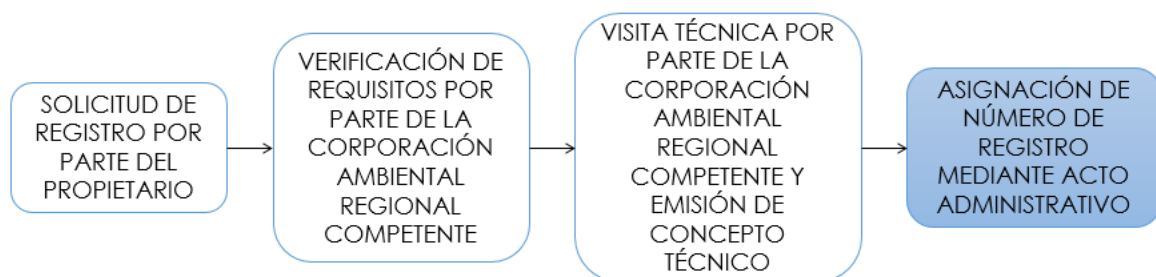 SOLICITUD DE
REGISTRO POR
PARTE DEL
PROPIETARIO
VERIFICACIÓN DE
REQUISITOS POR
PARTE DE LA
CORPORACIÓN
AMBIENTAL
REGIONAL
COMPETENTE
VISITA TÉCNICA POR
PARTE DE LA
CORPORACIÓN
AMBIENTAL
REGIONAL
COMPETENTE Y
EMISIÓN DE
CONCEPTO
TÉCNICO
ASIGNACIÓN DE
NÚMERO DE
REGISTRO
MEDIANTE ACTO
ADMINISTRATIVO